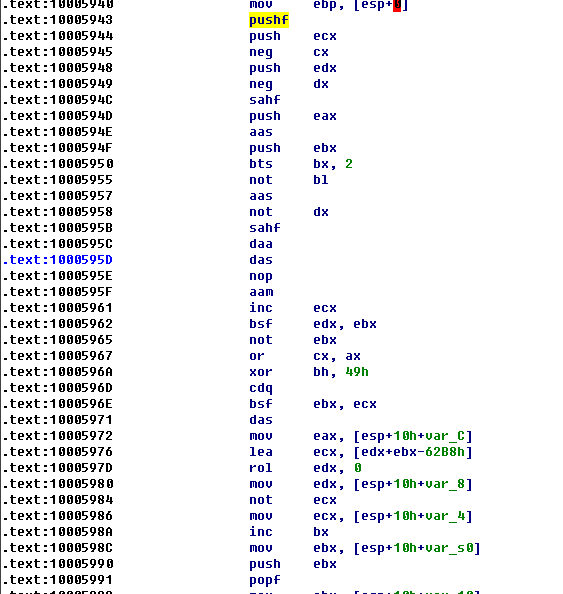 .text:10005940 mov ebp, [esp+0]
.text:10005943 pushf
.text:10005944 push ecx
.text:10005945 neg cx
.text:10005948 push edx
.text:10005949 neg dx
.text:1000594C sahf
.text:1000594D push eax
.text:1000594E aas
.text:1000594F push ebx
.text:10005950 bts bx, 2
.text:10005955 not bl
.text:10005957 aas
.text:10005958 not dx
.text:1000595B sahf
.text:1000595C daa
.text:1000595D das
.text:1000595E nop
.text:1000595F aam
.text:10005961 inc ecx
.text:10005962 bsf edx, ebx
.text:10005965 not ebx
.text:10005967 or cx, ax
.text:1000596A xor bh, 49h
.text:1000596D cdq
.text:1000596E bsf ebx, ecx
.text:10005971 das
.text:10005972 mov eax, [esp+10h+var_C]
.text:10005976 lea ecx, [edx+ebx-62B8h]
.text:1000597D rol edx, 0
.text:10005980 mov edx, [esp+10h+var_8]
.text:10005984 not ecx
.text:10005986 mov ecx, [esp+10h+var_4]
.text:1000598A inc bx
.text:1000598C mov ebx, [esp+10h+var_s0]
.text:10005990 push ebx
.text:10005991 popf